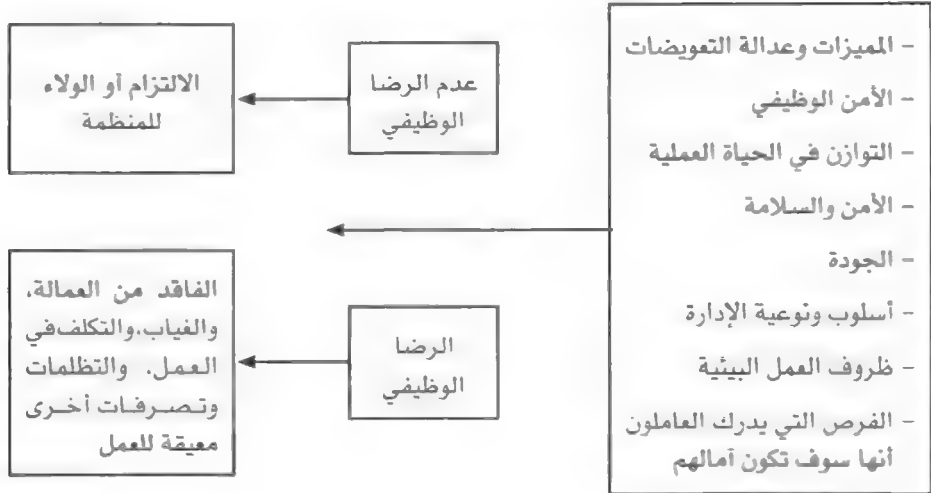 - المميزات وعدالة التعويضات
- الأمن الوظيفي
- التوازن في الحياة العملية
- الأمن والسلامة
- الجودة
- أسلوب ونوعية الإدارة
- ظروف العمل البيئية
- الفرص التي يدرك العاملون
أنها سوف تكون آمالهم
عدم الرضا
الوظيفي
الالتزام أو الولاء
للمنظمة
الرضا
الوظيفي
الفاقد من العمالة،
والغياب، والتكلف في
العمل، والتظلمات
وتصرفات أخرى
معيقة للعمل